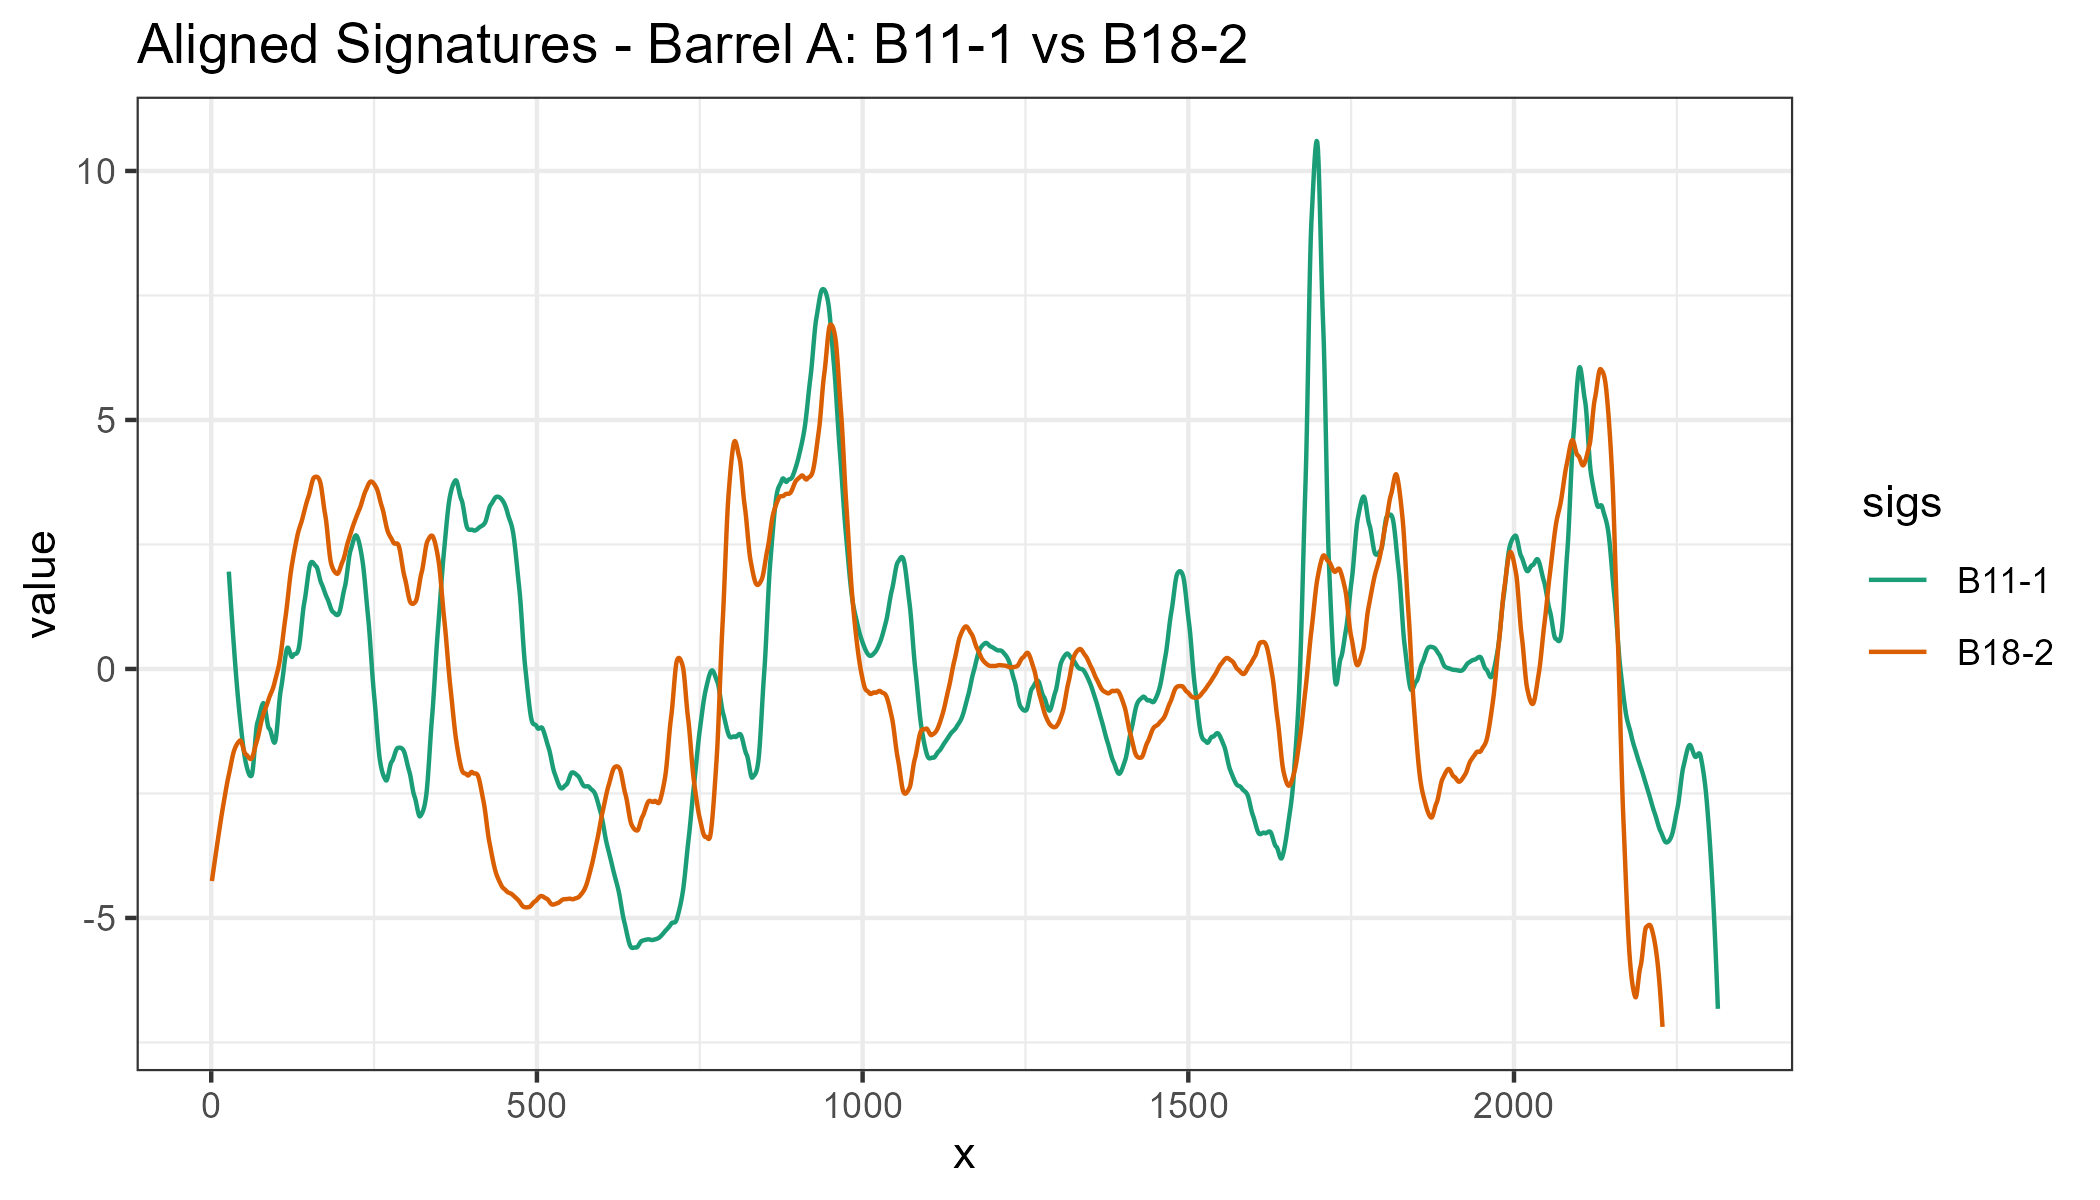 Aligned Signatures - Barrel A: B11-1 vs B18-2
value
10
5
0
-5
0 500 1000 1500 2000
x
sigs
B11-1
B18-2